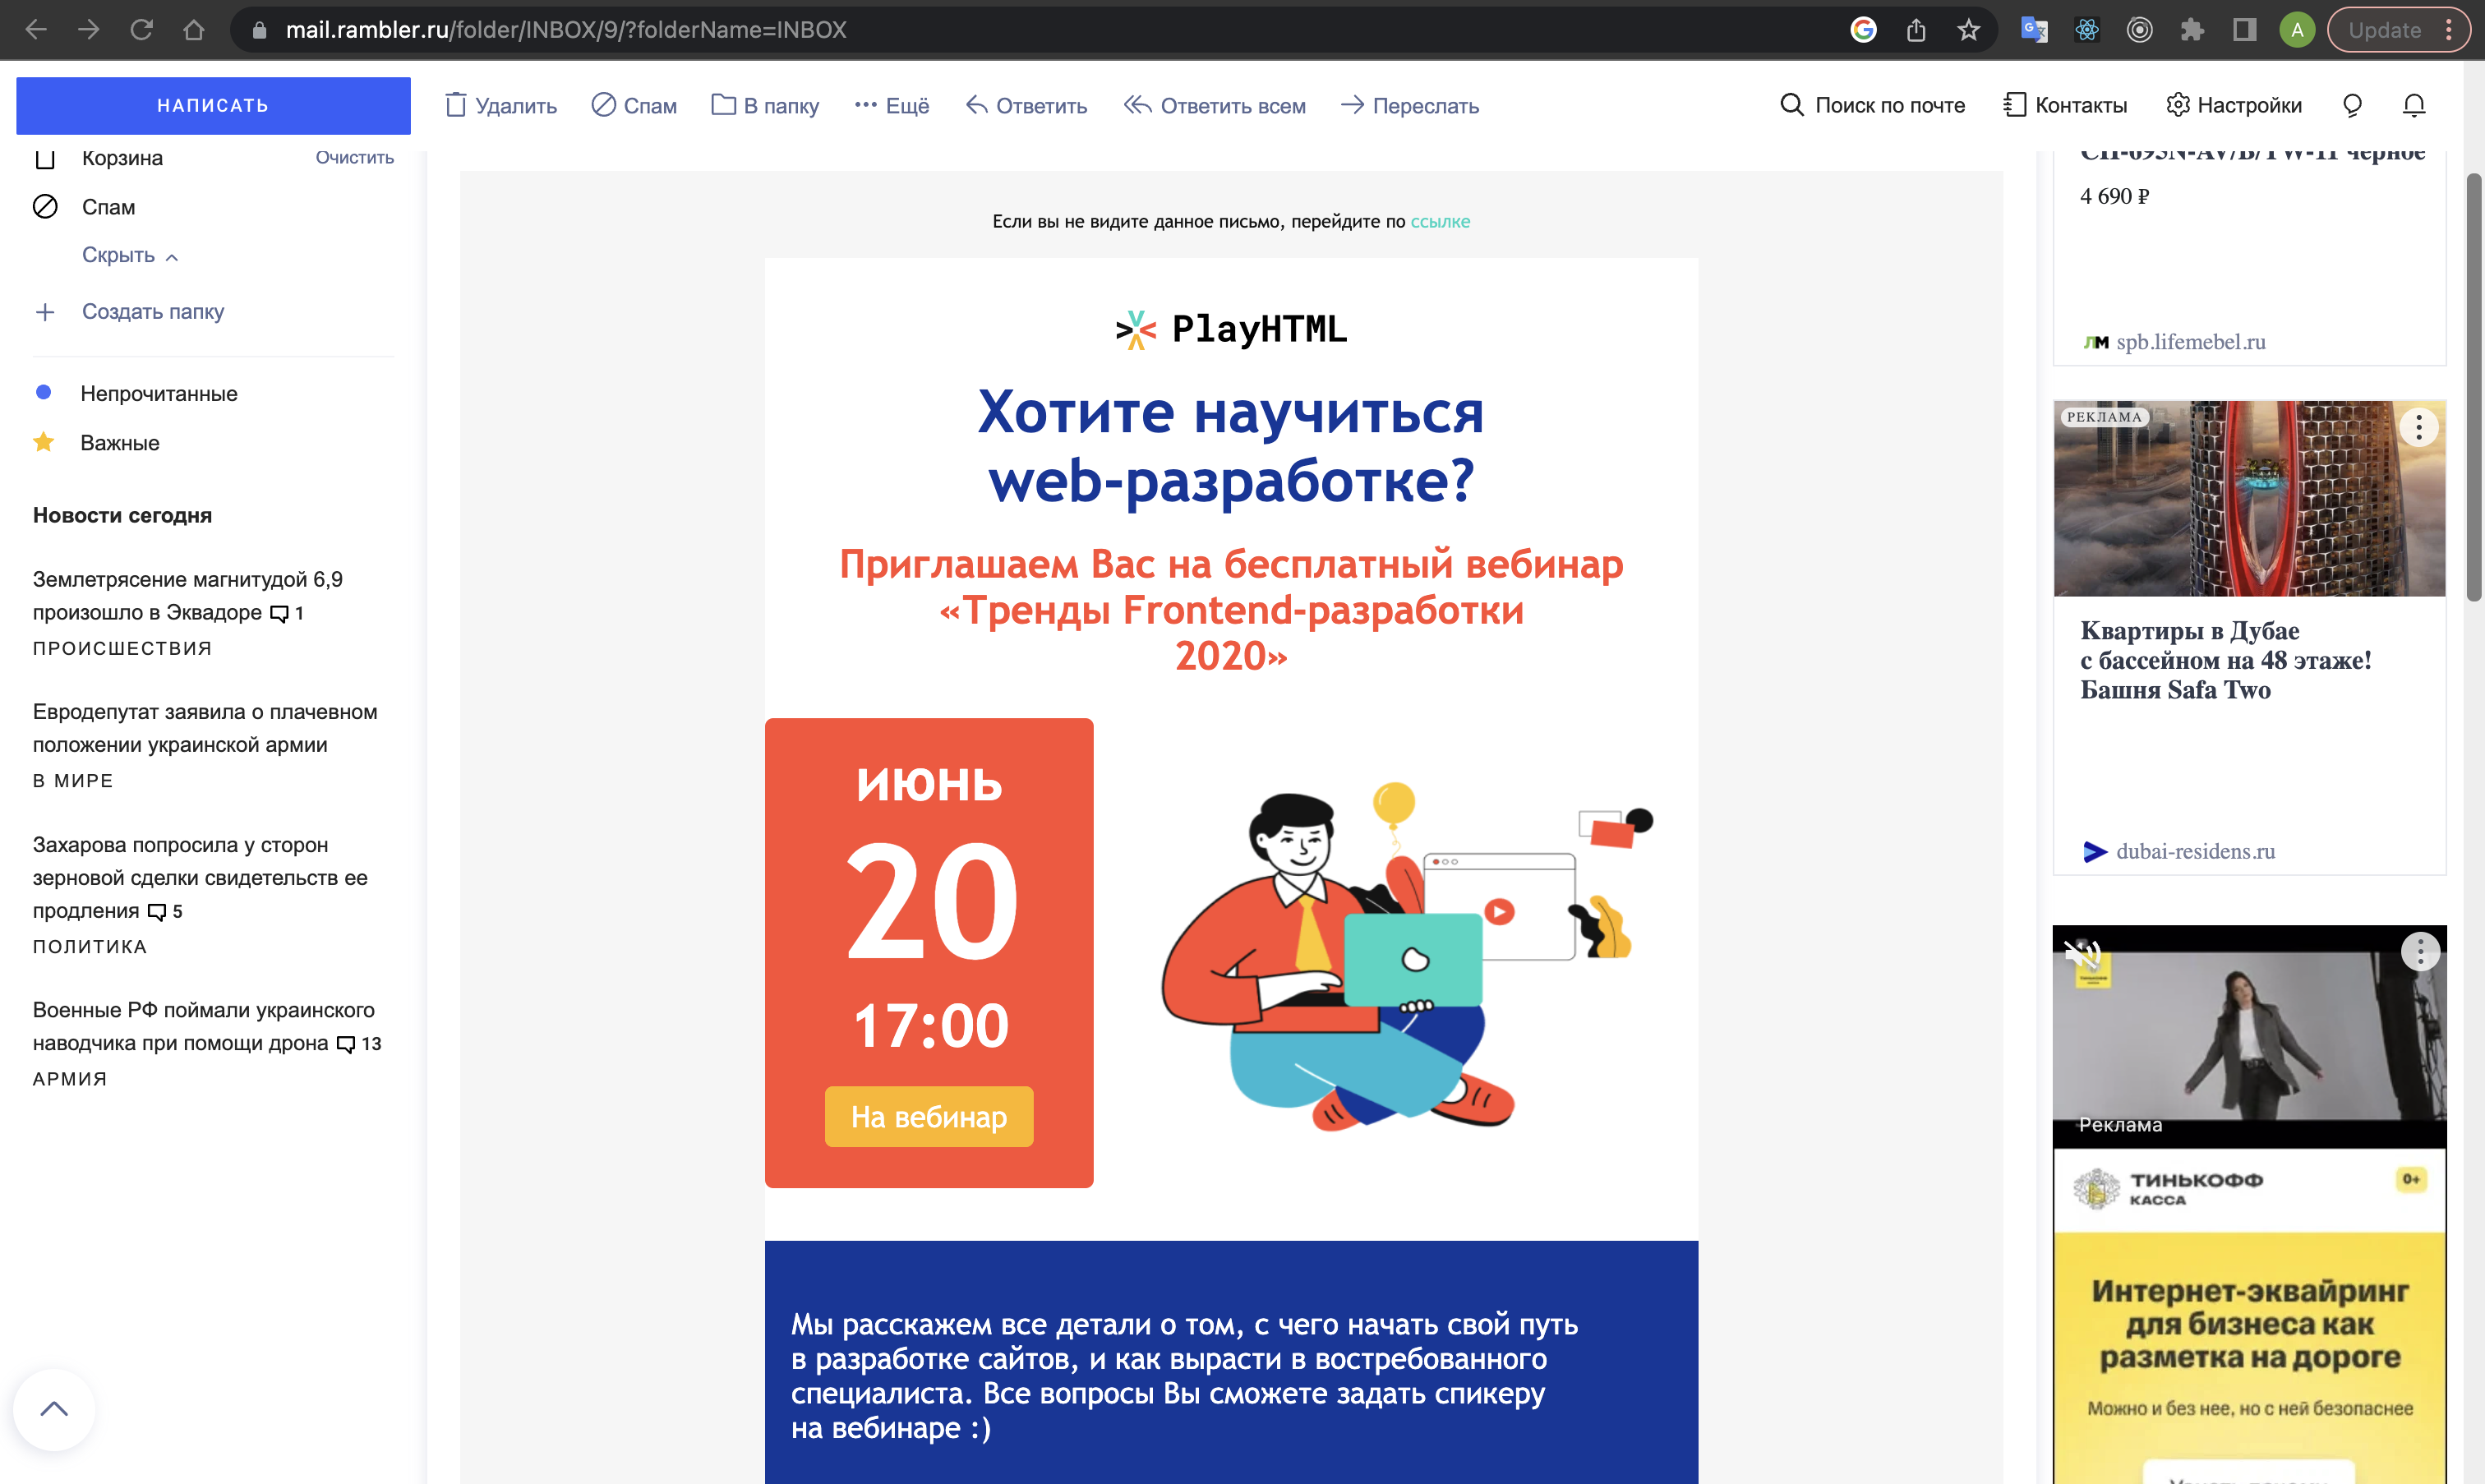 mail.rambler.ru/folder/INBOX/9/?folderName=INBOX
A
Update
НАПИСАТЬ
Удалить
Спам
В папку
Ещё
Ответить
Ответить всем
Переслать
Поиск по почте
Контакты
Настройки
Корзина
Очистить
Спам
Скрыть
Создать папку
Непрочитанные
Важные
Новости сегодня
Землетрясение магнитудой 6,9
произошло в Эквадоре 1
ПРОИСШЕСТВИЯ
Евродепутат заявила о плачевном
положении украинской армии
В МИРЕ
Захарова попросила у сторон
зерновой сделки свидетельств ее
продления 5
ПОЛИТИКА
Военные РФ поймали украинского
наводчика при помощи дрона 13
АРМИЯ
Если вы не видите данное письмо, перейдите по ссылке
PlayHTML
Хотите научиться
web-разработке?
Приглашаем Вас на бесплатный вебинар
«Тренды Frontend-разработки
2020»
июнь
20
17:00
На вебинар
Мы расскажем все детали о том, с чего начать свой путь
в разработке сайтов, и как вырасти в востребованного
специалиста. Все вопросы Вы сможете задать спикеру
на вебинаре :)
черное
4 690 ₽
ЛМ spb.lifemebel.ru
РЕКЛАМА
Квартиры в Дубае
с бассейном на 48 этаже!
Башня Safa Two
dubai-residens.ru
Реклама
ТИНЬКОФФ
КАССА
0+
Интернет-эквайринг
для бизнеса как
разметка на дороге
Можно и без нее, но с ней безопаснее